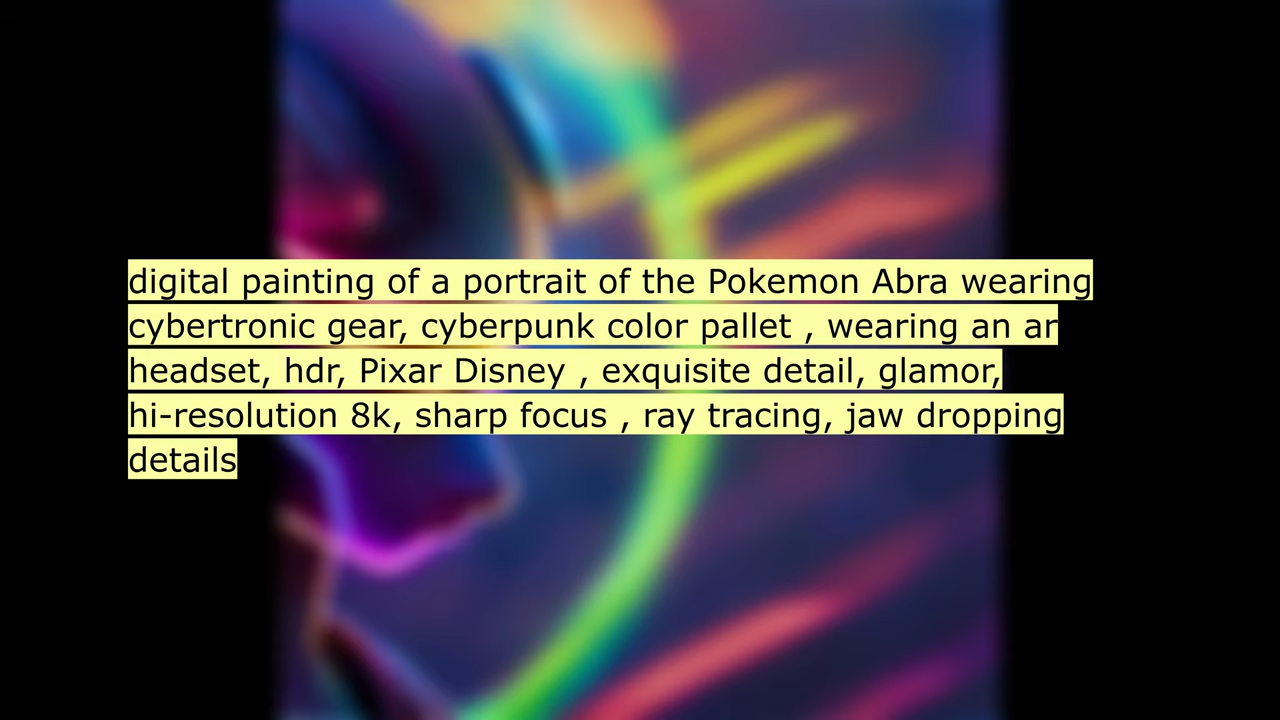 digital painting of a portrait of the Pokemon Abra wearing
cybertronic gear, cyberpunk color pallet , wearing an ar
headset, hdr, Pixar Disney , exquisite detail, glamor,
hi-resolution 8k, sharp focus , ray tracing, jaw dropping
details